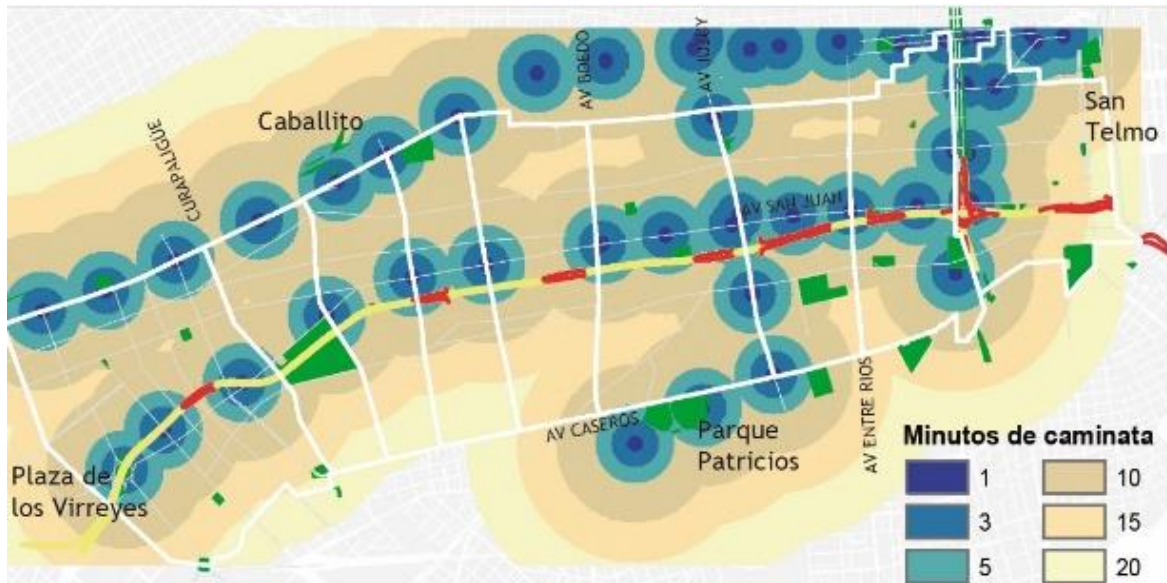 AV BOEDO
AV JUJUY
San
Telmo
Caballito
CURAPALIGUE
AV SAN JUAN
AV CASEROS
Parque
Patricios
AV ENTRE RIOS
Plaza de
los Virreyes
Minutos de caminata
1
10
3
15
5
20